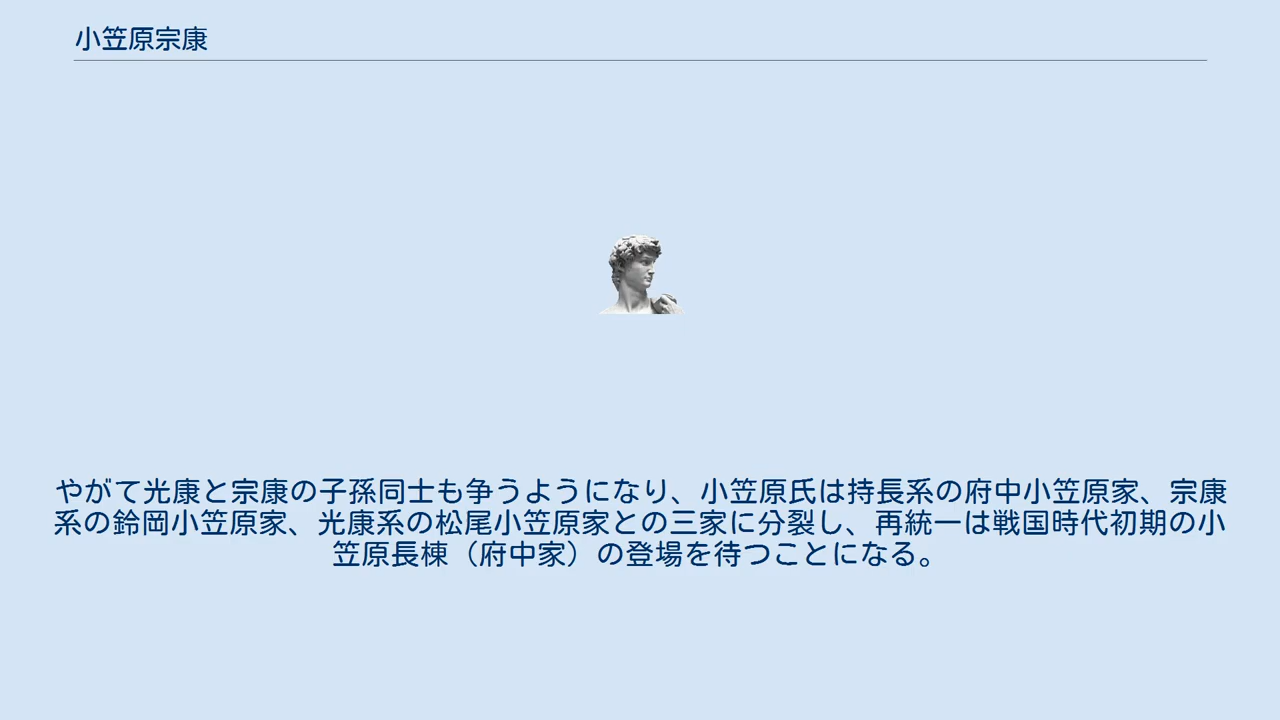 小笠原宗康
やがて光康と宗康の子孫同士も争うようになり、小笠原氏は持長系の府中小笠原家、宗康
系の鈴岡小笠原家、光康系の松尾小笠原家との三家に分裂し、再統一は戦国時代初期の小
笠原長棟（府中家）の登場を待つことになる。